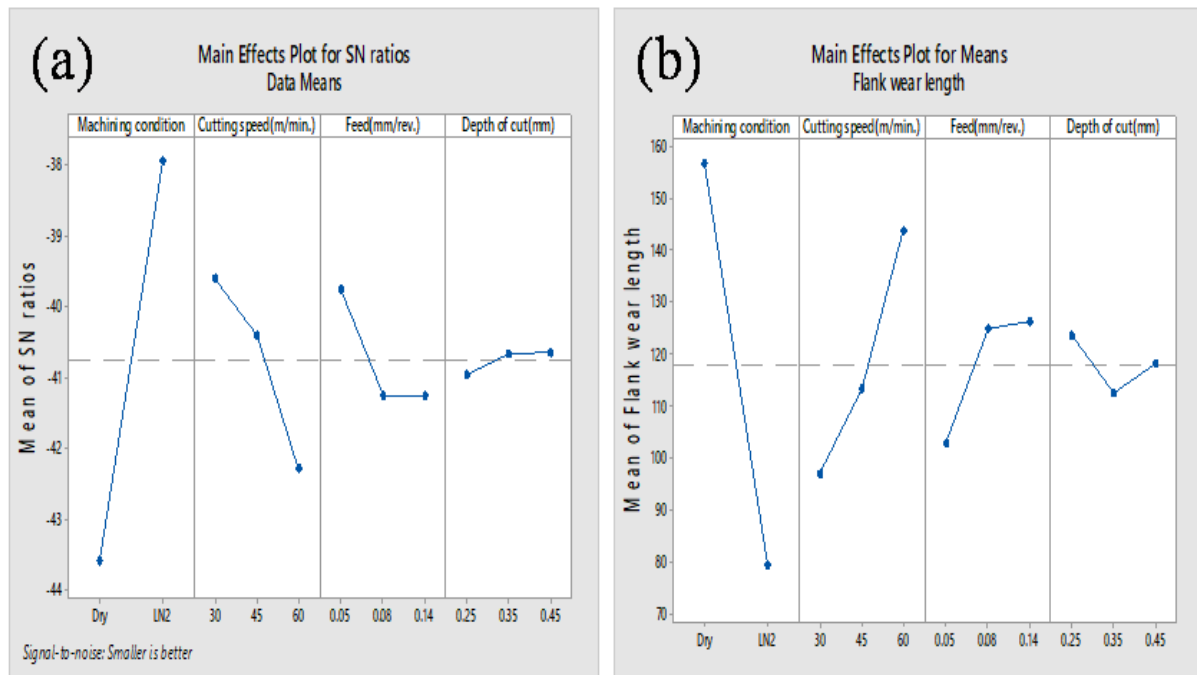 (a)
Main Effects Plot for SN ratios
Data Means
Machining condition Cutting speed(m/min.) Feed(mm/rev.) Depth of cut(mm)
Mean of SN ratios
-38
-39
-40
-41
-42
-43
-44
Dry LN2 30 45 60 0.05 0.08 0.14 0.25 0.35 0.45
Signal-to-noise: Smaller is better
(b)
Main Effects Plot for Means
Flank wear length
Machining condition Cutting speed(m/min.) Feed(mm/rev.) Depth of cut(mm)
Mean of Flank wear length
160
150
140
130
120
110
100
90
80
70
Dry LN2 30 45 60 0.05 0.08 0.14 0.25 0.35 0.45